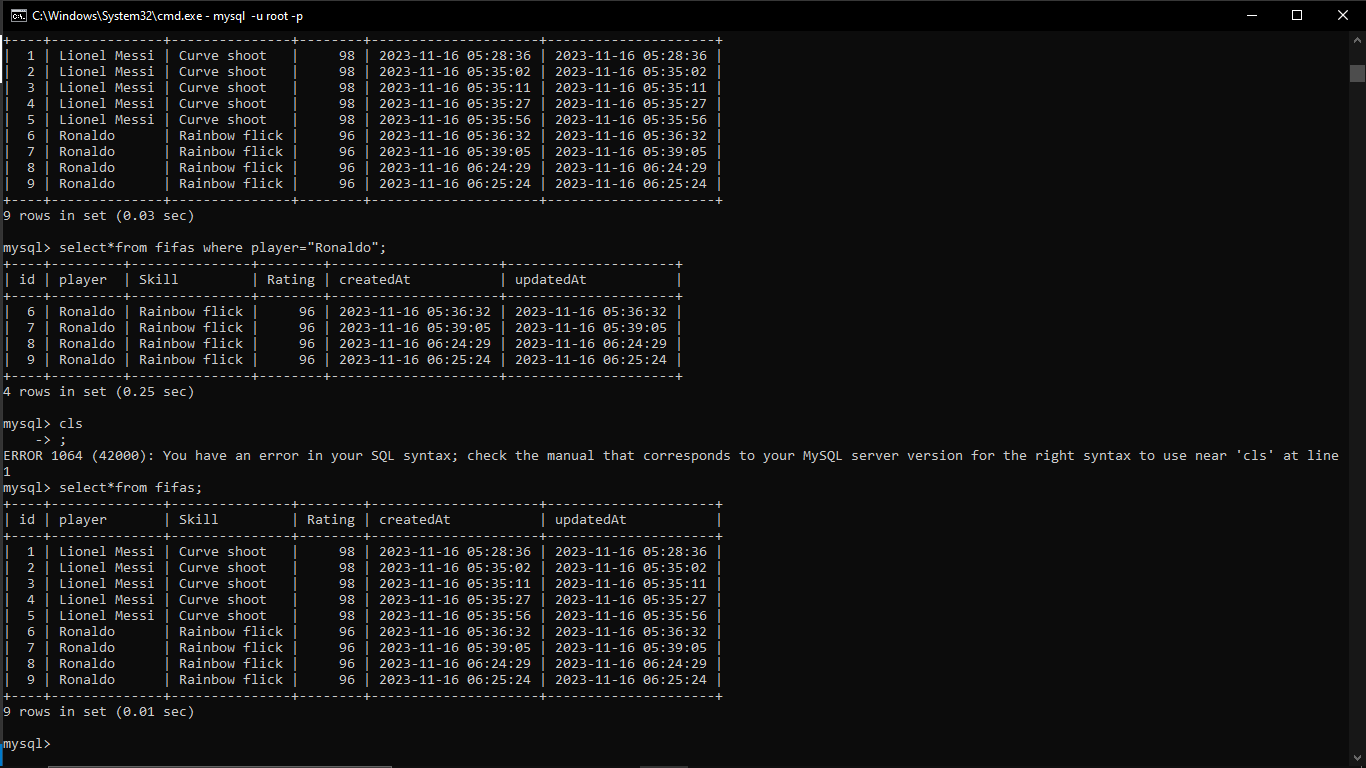 C:\Windows\System32\cmd.exe - mysql  -u root -p
+----+--------------+---------------+--------+---------------------+---------------------+
|  1 | Lionel Messi | Curve shoot   |     98 | 2023-11-16 05:28:36 | 2023-11-16 05:28:36 |
|  2 | Lionel Messi | Curve shoot   |     98 | 2023-11-16 05:35:02 | 2023-11-16 05:35:02 |
|  3 | Lionel Messi | Curve shoot   |     98 | 2023-11-16 05:35:11 | 2023-11-16 05:35:11 |
|  4 | Lionel Messi | Curve shoot   |     98 | 2023-11-16 05:35:27 | 2023-11-16 05:35:27 |
|  5 | Lionel Messi | Curve shoot   |     98 | 2023-11-16 05:35:56 | 2023-11-16 05:35:56 |
|  6 | Ronaldo      | Rainbow flick |     96 | 2023-11-16 05:36:32 | 2023-11-16 05:36:32 |
|  7 | Ronaldo      | Rainbow flick |     96 | 2023-11-16 05:39:05 | 2023-11-16 05:39:05 |
|  8 | Ronaldo      | Rainbow flick |     96 | 2023-11-16 06:24:29 | 2023-11-16 06:24:29 |
|  9 | Ronaldo      | Rainbow flick |     96 | 2023-11-16 06:25:24 | 2023-11-16 06:25:24 |
+----+--------------+---------------+--------+---------------------+---------------------+
9 rows in set (0.03 sec)
mysql> select*from fifas where player="Ronaldo";
+----+---------+---------------+--------+---------------------+---------------------+
| id | player  | Skill         | Rating | createdAt           | updatedAt           |
+----+---------+---------------+--------+---------------------+---------------------+
|  6 | Ronaldo | Rainbow flick |     96 | 2023-11-16 05:36:32 | 2023-11-16 05:36:32 |
|  7 | Ronaldo | Rainbow flick |     96 | 2023-11-16 05:39:05 | 2023-11-16 05:39:05 |
|  8 | Ronaldo | Rainbow flick |     96 | 2023-11-16 06:24:29 | 2023-11-16 06:24:29 |
|  9 | Ronaldo | Rainbow flick |     96 | 2023-11-16 06:25:24 | 2023-11-16 06:25:24 |
+----+---------+---------------+--------+---------------------+---------------------+
4 rows in set (0.25 sec)
mysql> cls
    -> ;
ERROR 1064 (42000): You have an error in your SQL syntax; check the manual that corresponds to your MySQL server version for the right syntax to use near 'cls' at line
1
mysql> select*from fifas;
+----+--------------+---------------+--------+---------------------+---------------------+
| id | player       | Skill         | Rating | createdAt           | updatedAt           |
+----+--------------+---------------+--------+---------------------+---------------------+
|  1 | Lionel Messi | Curve shoot   |     98 | 2023-11-16 05:28:36 | 2023-11-16 05:28:36 |
|  2 | Lionel Messi | Curve shoot   |     98 | 2023-11-16 05:35:02 | 2023-11-16 05:35:02 |
|  3 | Lionel Messi | Curve shoot   |     98 | 2023-11-16 05:35:11 | 2023-11-16 05:35:11 |
|  4 | Lionel Messi | Curve shoot   |     98 | 2023-11-16 05:35:27 | 2023-11-16 05:35:27 |
|  5 | Lionel Messi | Curve shoot   |     98 | 2023-11-16 05:35:56 | 2023-11-16 05:35:56 |
|  6 | Ronaldo      | Rainbow flick |     96 | 2023-11-16 05:36:32 | 2023-11-16 05:36:32 |
|  7 | Ronaldo      | Rainbow flick |     96 | 2023-11-16 05:39:05 | 2023-11-16 05:39:05 |
|  8 | Ronaldo      | Rainbow flick |     96 | 2023-11-16 06:24:29 | 2023-11-16 06:24:29 |
|  9 | Ronaldo      | Rainbow flick |     96 | 2023-11-16 06:25:24 | 2023-11-16 06:25:24 |
+----+--------------+---------------+--------+---------------------+---------------------+
9 rows in set (0.01 sec)
mysql>